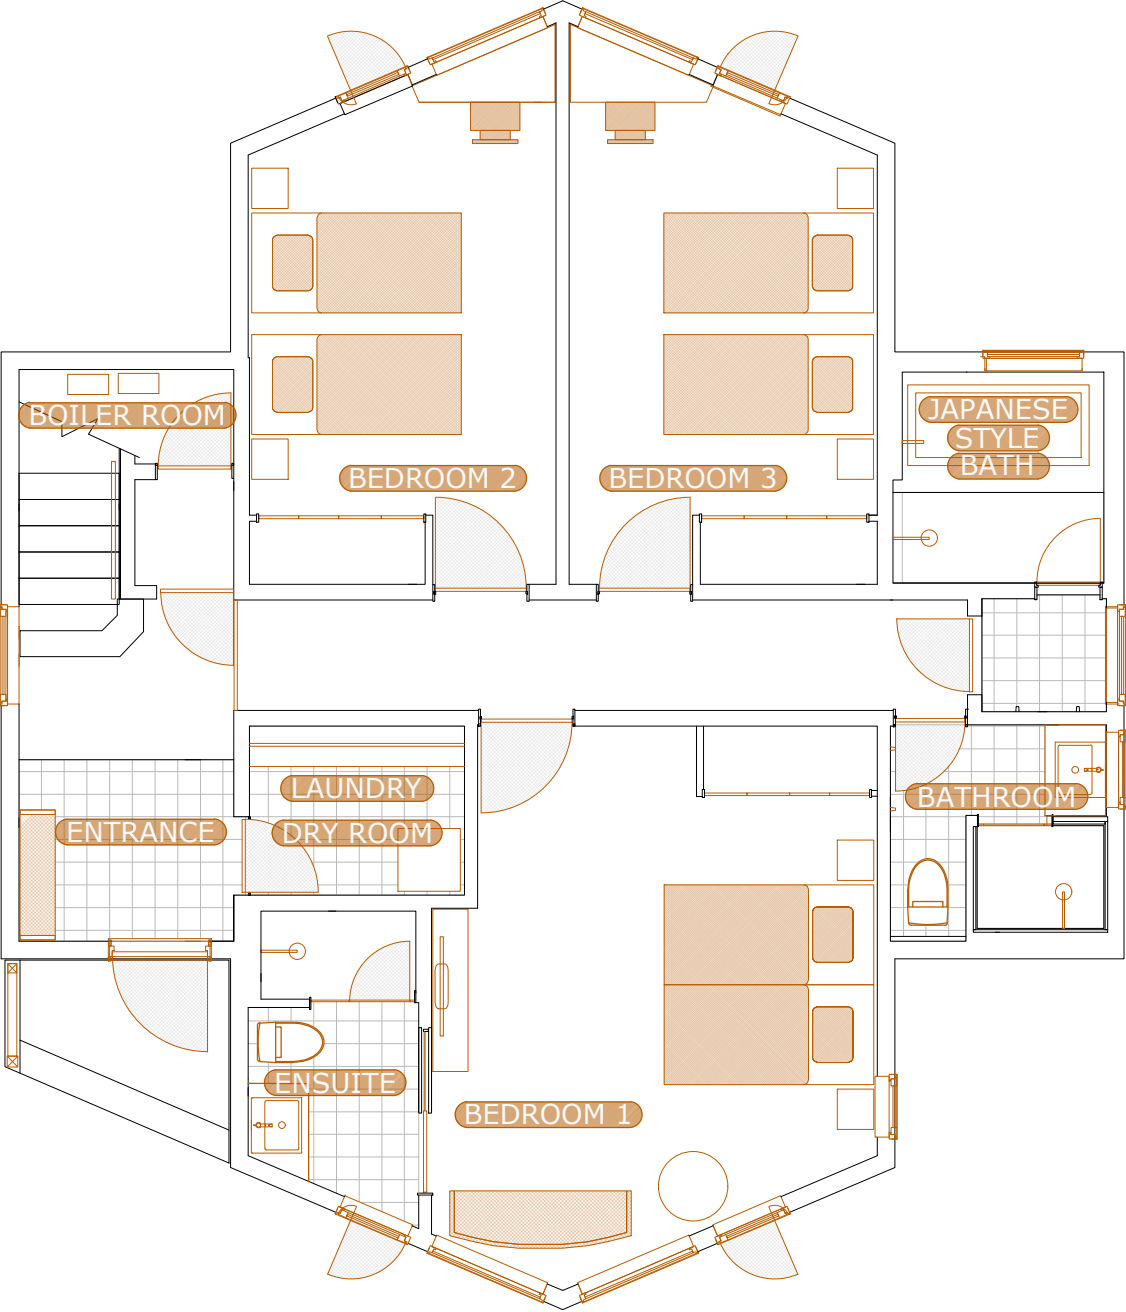 BOILER ROOM
JAPANESE
STYLE
BATH
BEDROOM 2
BEDROOM 3
LAUNDRY
DRY ROOM
ENTRANCE
BATHROOM
ENSUITE
BEDROOM 1